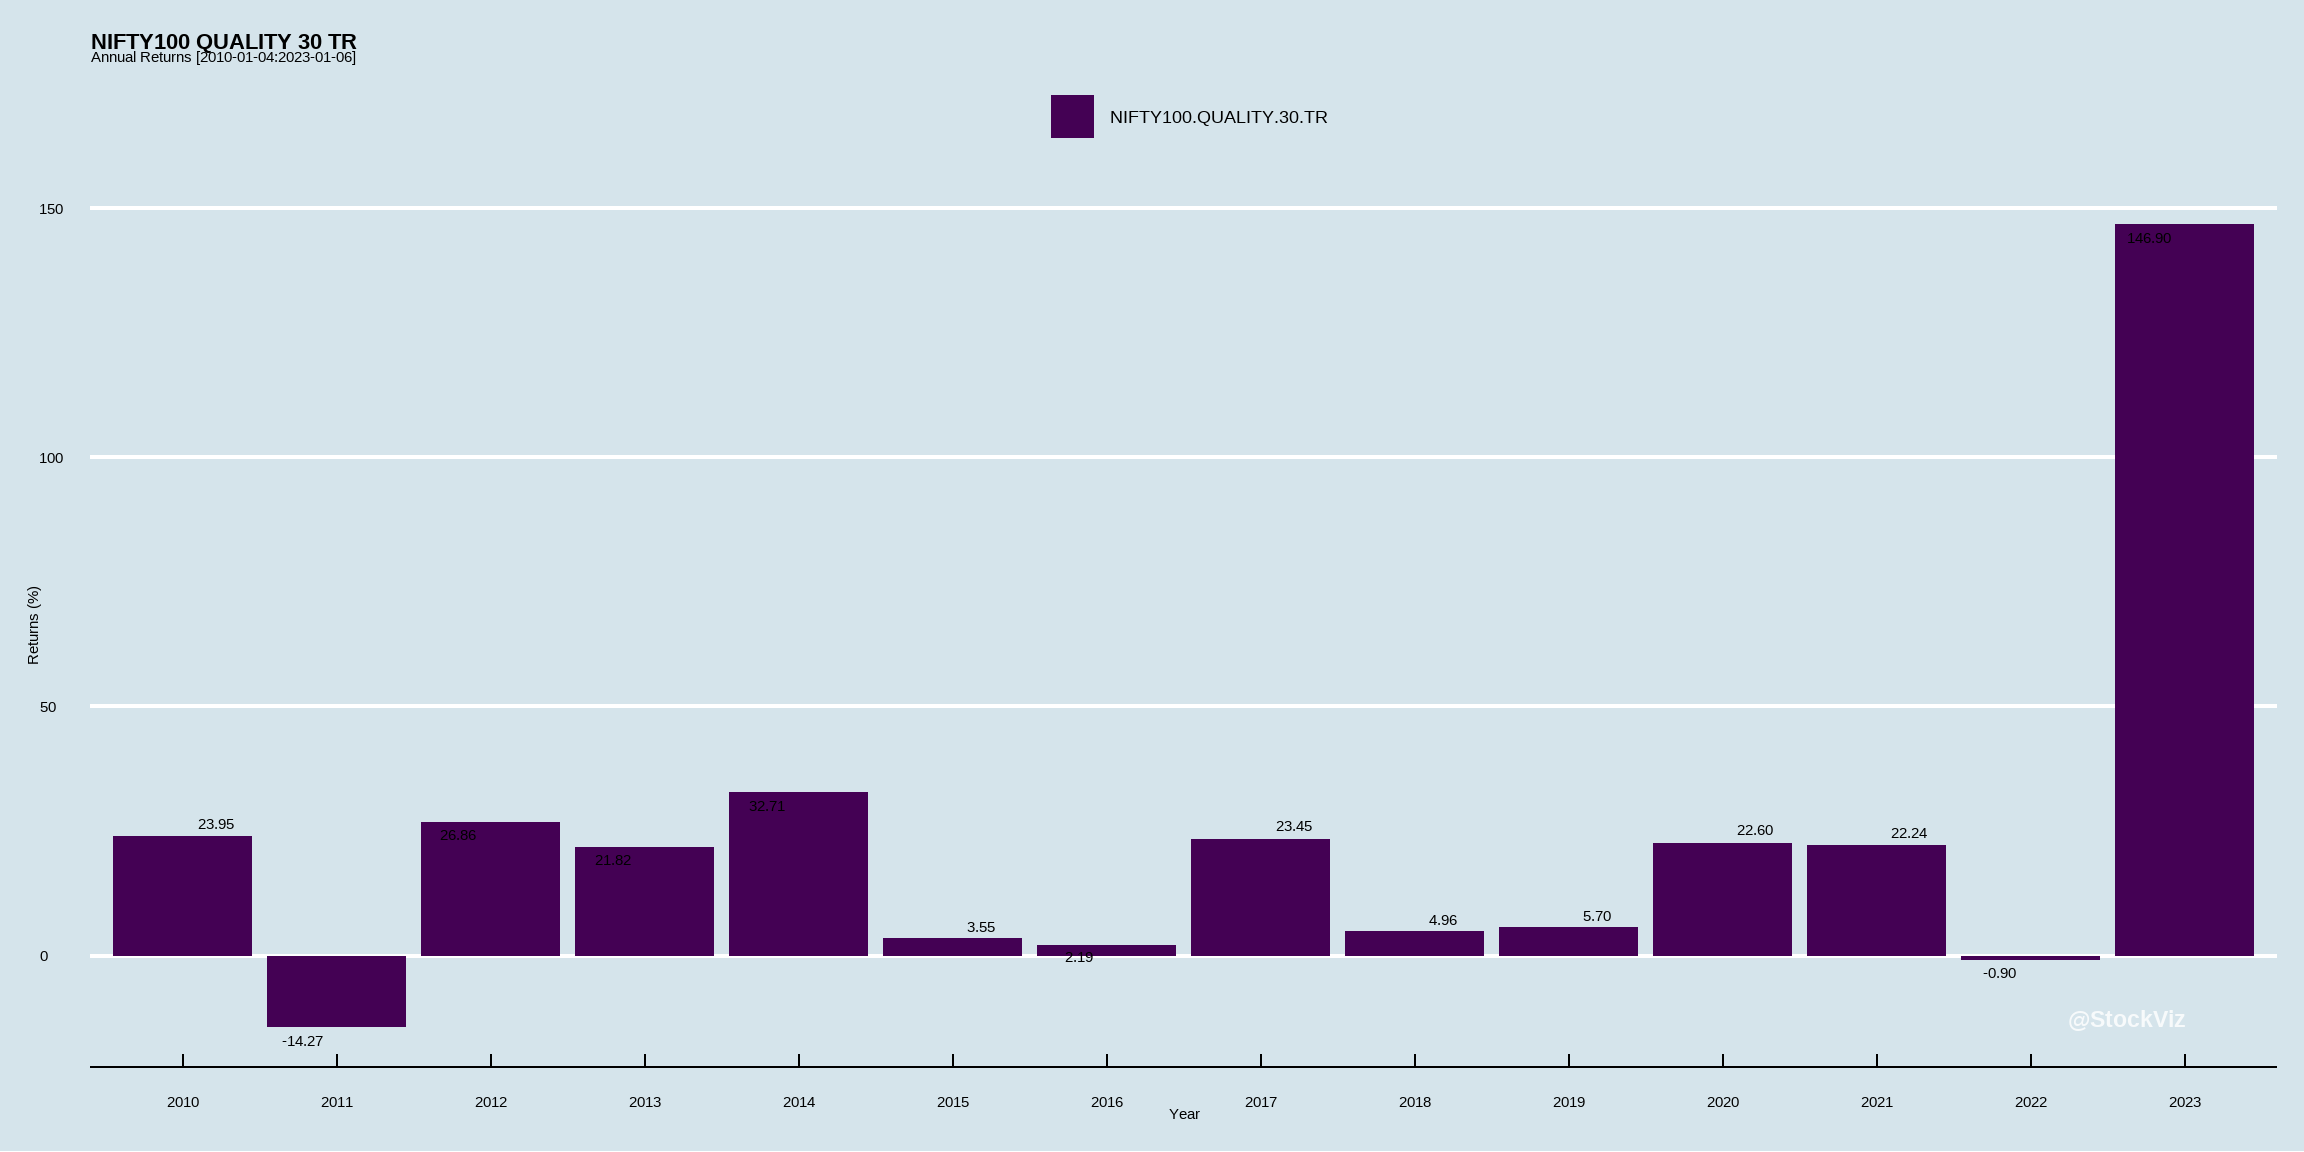 NIFTY100 QUALITY 30 TR
Annual Returns [2010-01-04:2023-01-06]
NIFTY100.QUALITY.30.TR
150
146.90
100
Returns (%)
50
32.71
23.95
26.86
21.82
23.45
22.60
22.24
3.55
2.19
4.96
5.70
0
-0.90
-14.27
@StockViz
2010 2011 2012 2013 2014 2015 2016 2017 2018 2019 2020 2021 2022 2023
Year